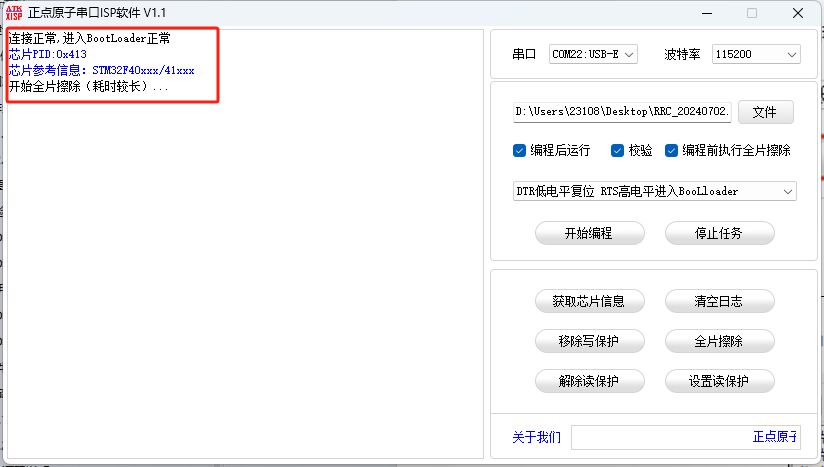 ATK
XISP
正点原子串口ISP软件 V1.1
连接正常,进入BootLoader正常
芯片PID:0x413
芯片参考信息: STM32F40xxx/41xxx
开始全片擦除（耗时较长）...
串口 COM22:USB-E 波特率 115200
D:\Users\23108\Desktop\RRC_20240702. 文件
编程后运行 校验 编程前执行全片擦除
DTR低电平复位 RTS高电平进入BooLloader
开始编程 停止任务
获取芯片信息 清空日志
移除写保护 全片擦除
解除读保护 设置读保护
关于我们 正点原子